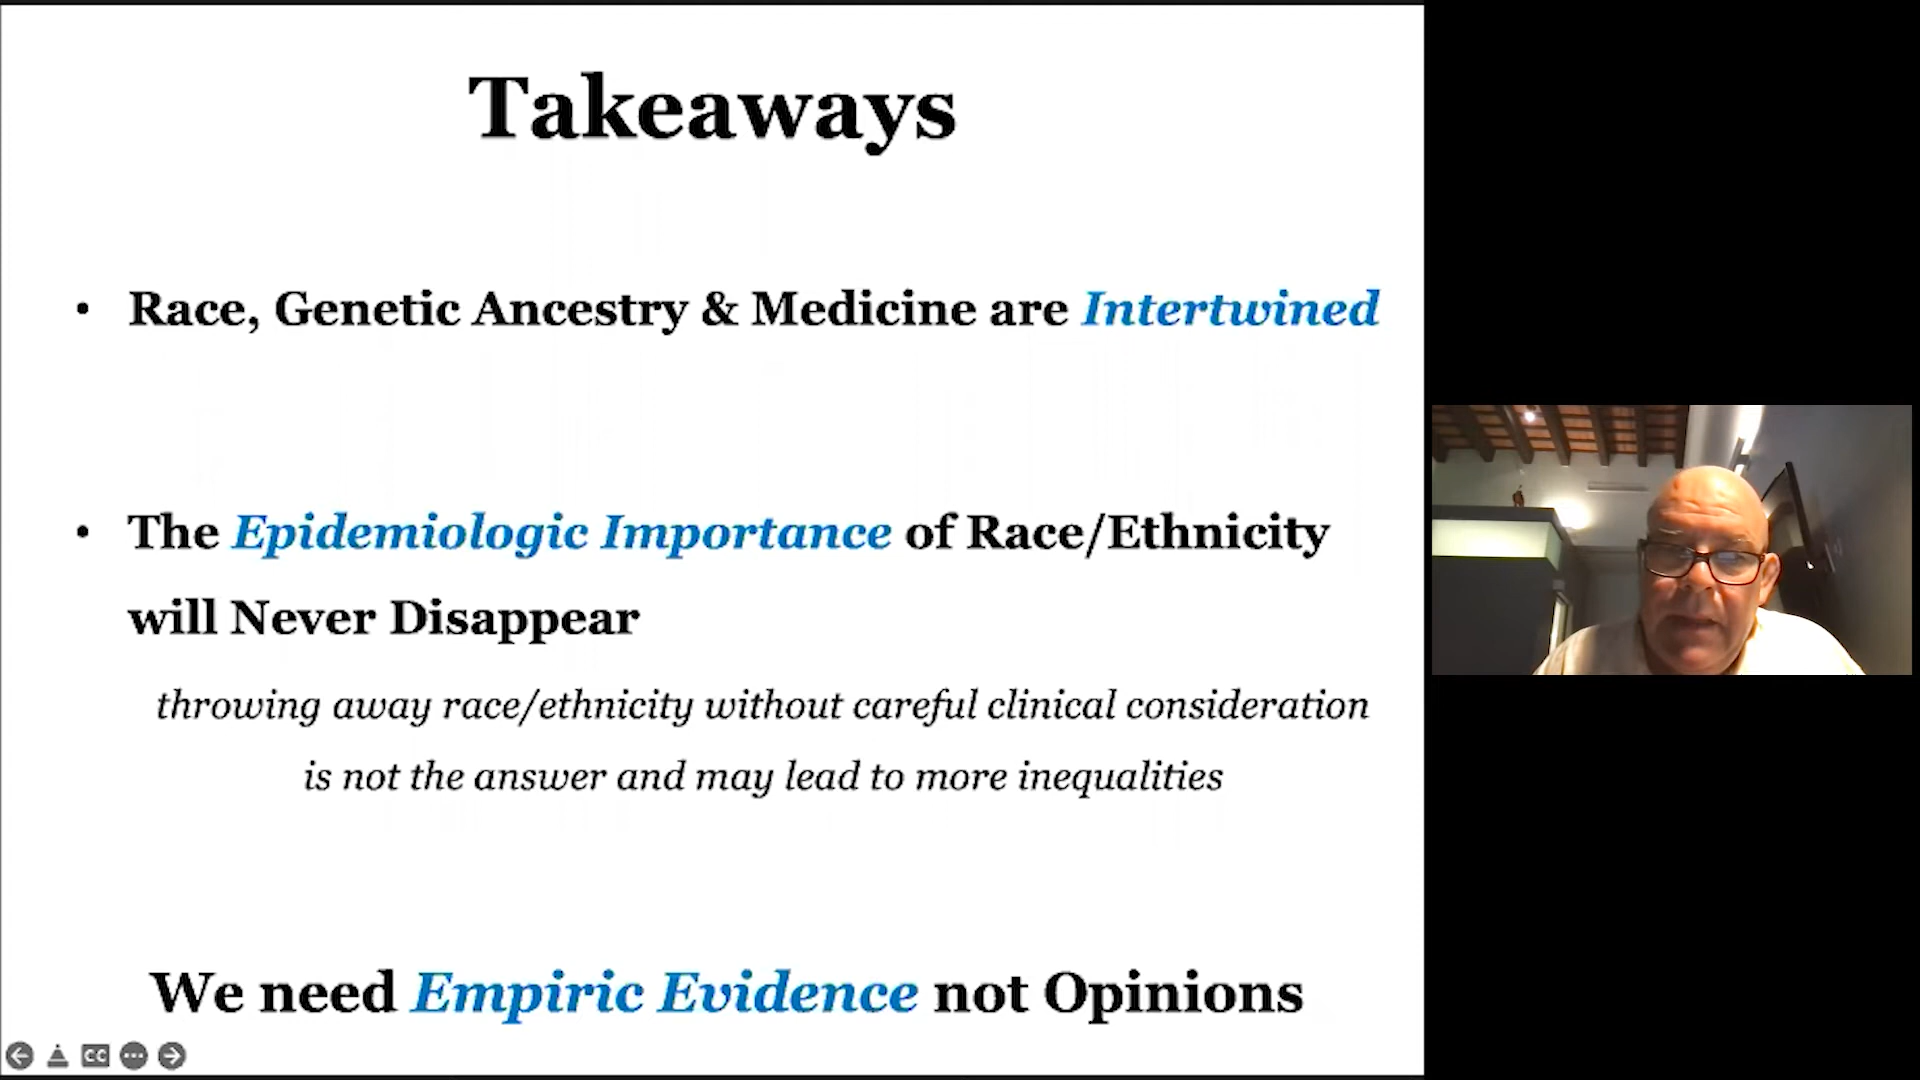 Takeaways
• Race, Genetic Ancestry & Medicine are Intertwined
• The Epidemiologic Importance of Race/Ethnicity
will Never Disappear
throwing away race/ethnicity without careful clinical consideration
is not the answer and may lead to more inequalities
We need Empiric Evidence not Opinions
CC